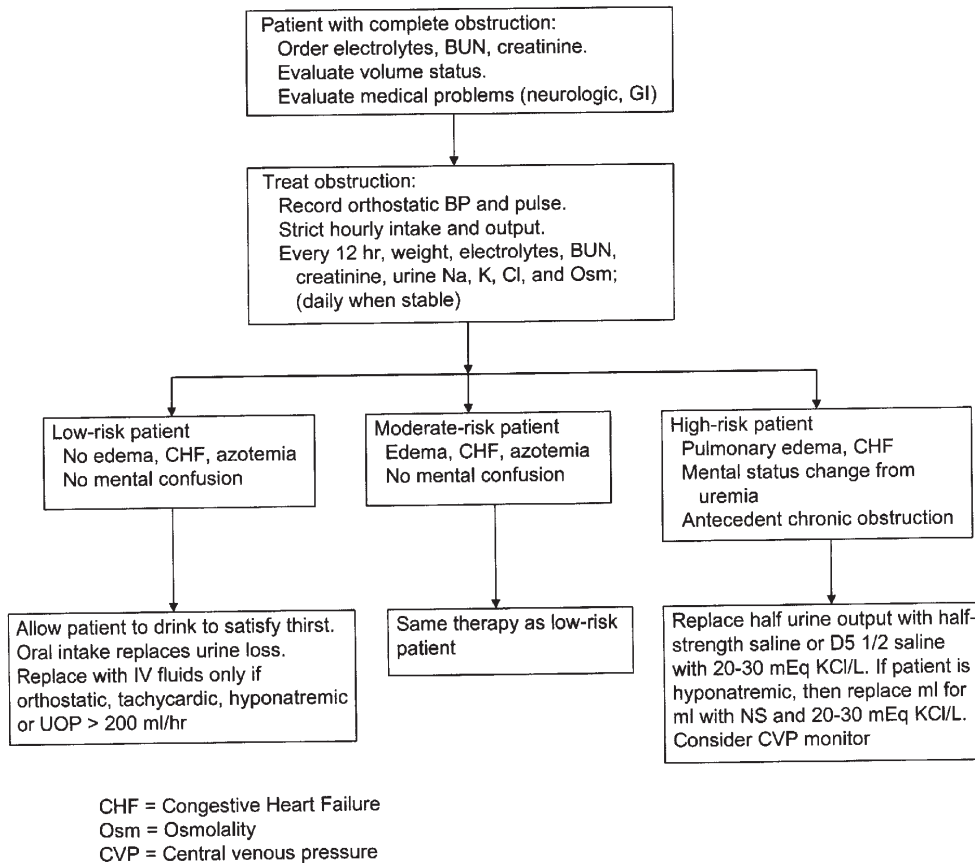 Patient with complete obstruction:
Order electrolytes, BUN, creatinine.
Evaluate volume status.
Evaluate medical problems (neurologic, GI)
Treat obstruction:
Record orthostatic BP and pulse.
Strict hourly intake and output.
Every 12 hr, weight, electrolytes, BUN,
creatinine, urine Na, K, Cl, and Osm;
(daily when stable)
Low-risk patient
No edema, CHF, azotemia
No mental confusion
Moderate-risk patient
Edema, CHF, azotemia
No mental confusion
High-risk patient
Pulmonary edema, CHF
Mental status change from
uremia
Antecedent chronic obstruction
Allow patient to drink to satisfy thirst.
Oral intake replaces urine loss.
Replace with IV fluids only if
orthostatic, tachycardic, hyponatremic
or UOP > 200 ml/hr
Same therapy as low-risk
patient
Replace half urine output with half-
strength saline or D5 1/2 saline
with 20-30 mEq KCl/L. If patient is
hyponatremic, then replace ml for
ml with NS and 20-30 mEq KCl/L.
Consider CVP monitor
CHF = Congestive Heart Failure
Osm = Osmolality
CVP = Central venous pressure